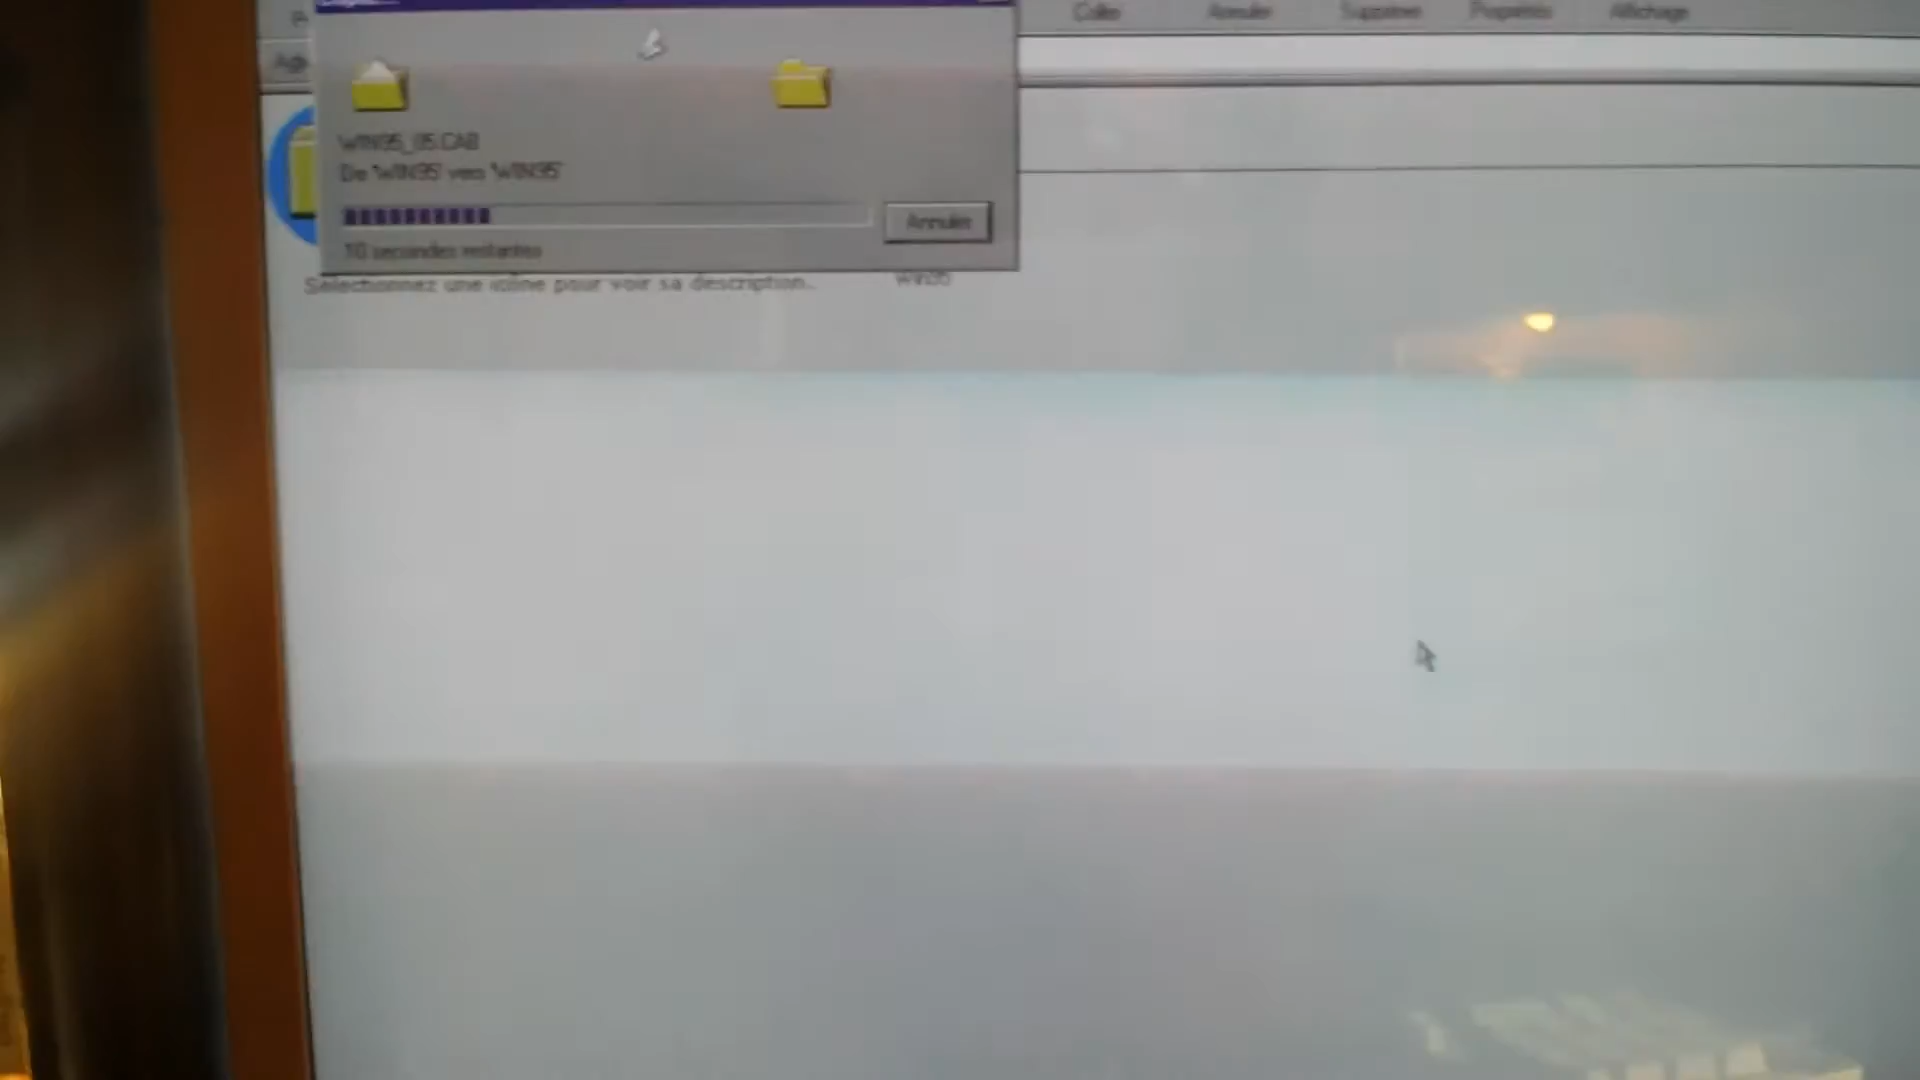 Coller Annuler Supprimer Propriétés Affichage
WIN95_05.CAB
De 'WIN95' vers 'WIN95'
Annuler
10 secondes restantes
Sélectionnez une icône pour voir sa description.
Win95